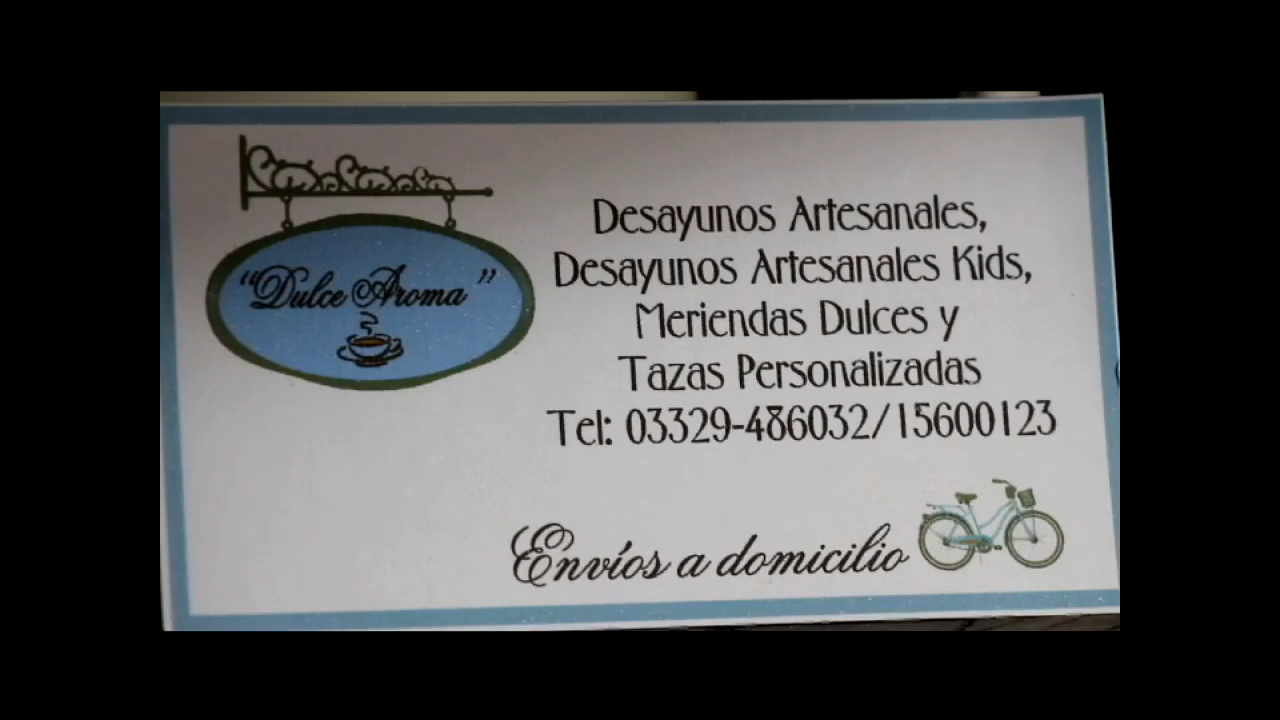 "Dulce Aroma"
Desayunos Artesanales,
Desayunos Artesanales Kids,
Meriendas Dulces y
Tazas Personalizadas
Tel: 03329-486032/15600123
Envíos a domicilio